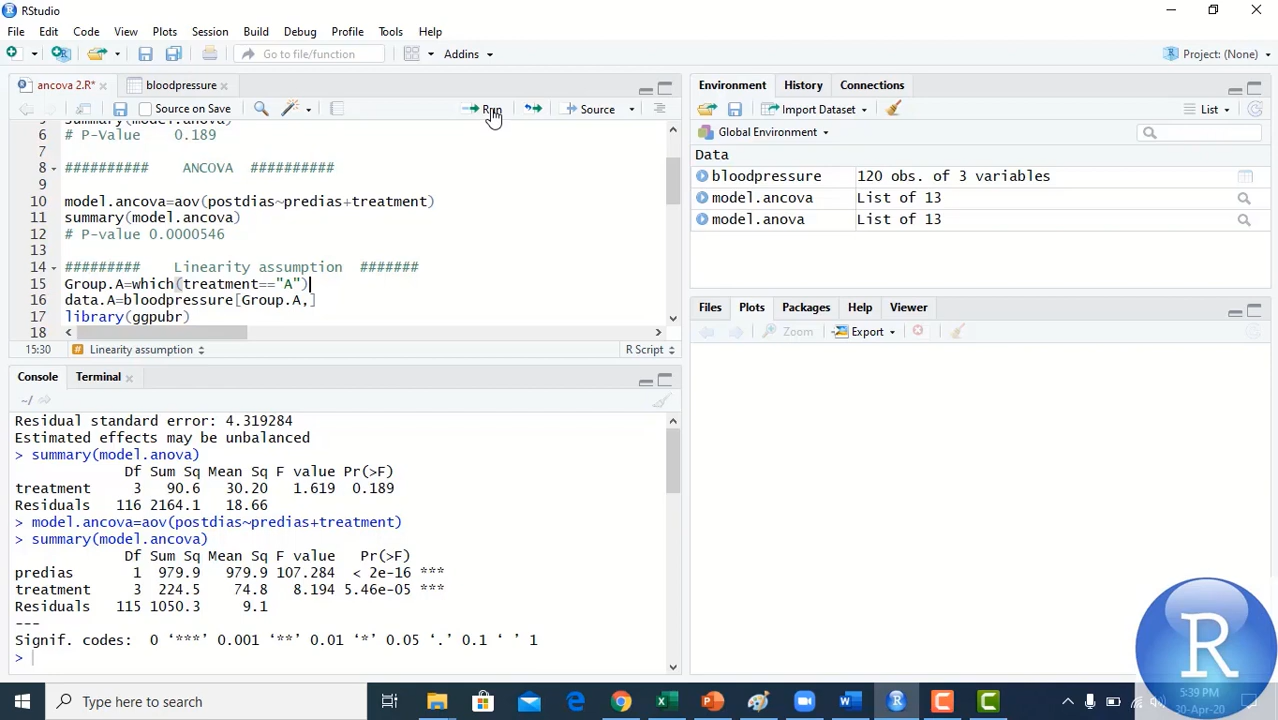 RStudio
File Edit Code View Plots Session Build Debug Profile Tools Help
Go to file/function
Addins
Project: (None)
ancova 2.R*
bloodpressure
Source on Save
Run
Source
summary(model.anova)
6 # P-Value 0.189
7
8 ########## ANCOVA ##########
9
10 model.ancova=aov(postdias~predias+treatment)
11 summary(model.ancova)
12 # P-value 0.0000546
13
14 ######### Linearity assumption #######
15 Group.A=which(treatment=="A")
16 data.A=bloodpressure[Group.A,]
17 library(ggpubr)
18
15:30 # Linearity assumption R Script
Console Terminal
~/
Residual standard error: 4.319284
Estimated effects may be unbalanced
> summary(model.anova)
Df Sum Sq Mean Sq F value Pr(>F)
treatment 3 90.6 30.20 1.619 0.189
Residuals 116 2164.1 18.66
> model.ancova=aov(postdias~predias+treatment)
> summary(model.ancova)
Df Sum Sq Mean Sq F value Pr(>F)
predias 1 979.9 979.9 107.284 < 2e-16 ***
treatment 3 224.5 74.8 8.194 5.46e-05 ***
Residuals 115 1050.3 9.1
---
Signif. codes: 0 ‘***’ 0.001 ‘**’ 0.01 ‘*’ 0.05 ‘.’ 0.1 ‘ ’ 1
>
Environment History Connections
Import Dataset
List
Global Environment
Data
bloodpressure 120 obs. of 3 variables
model.ancova List of 13
model.anova List of 13
Files Plots Packages Help Viewer
Zoom Export
R
Type here to search
5:39 PM
30-Apr-20